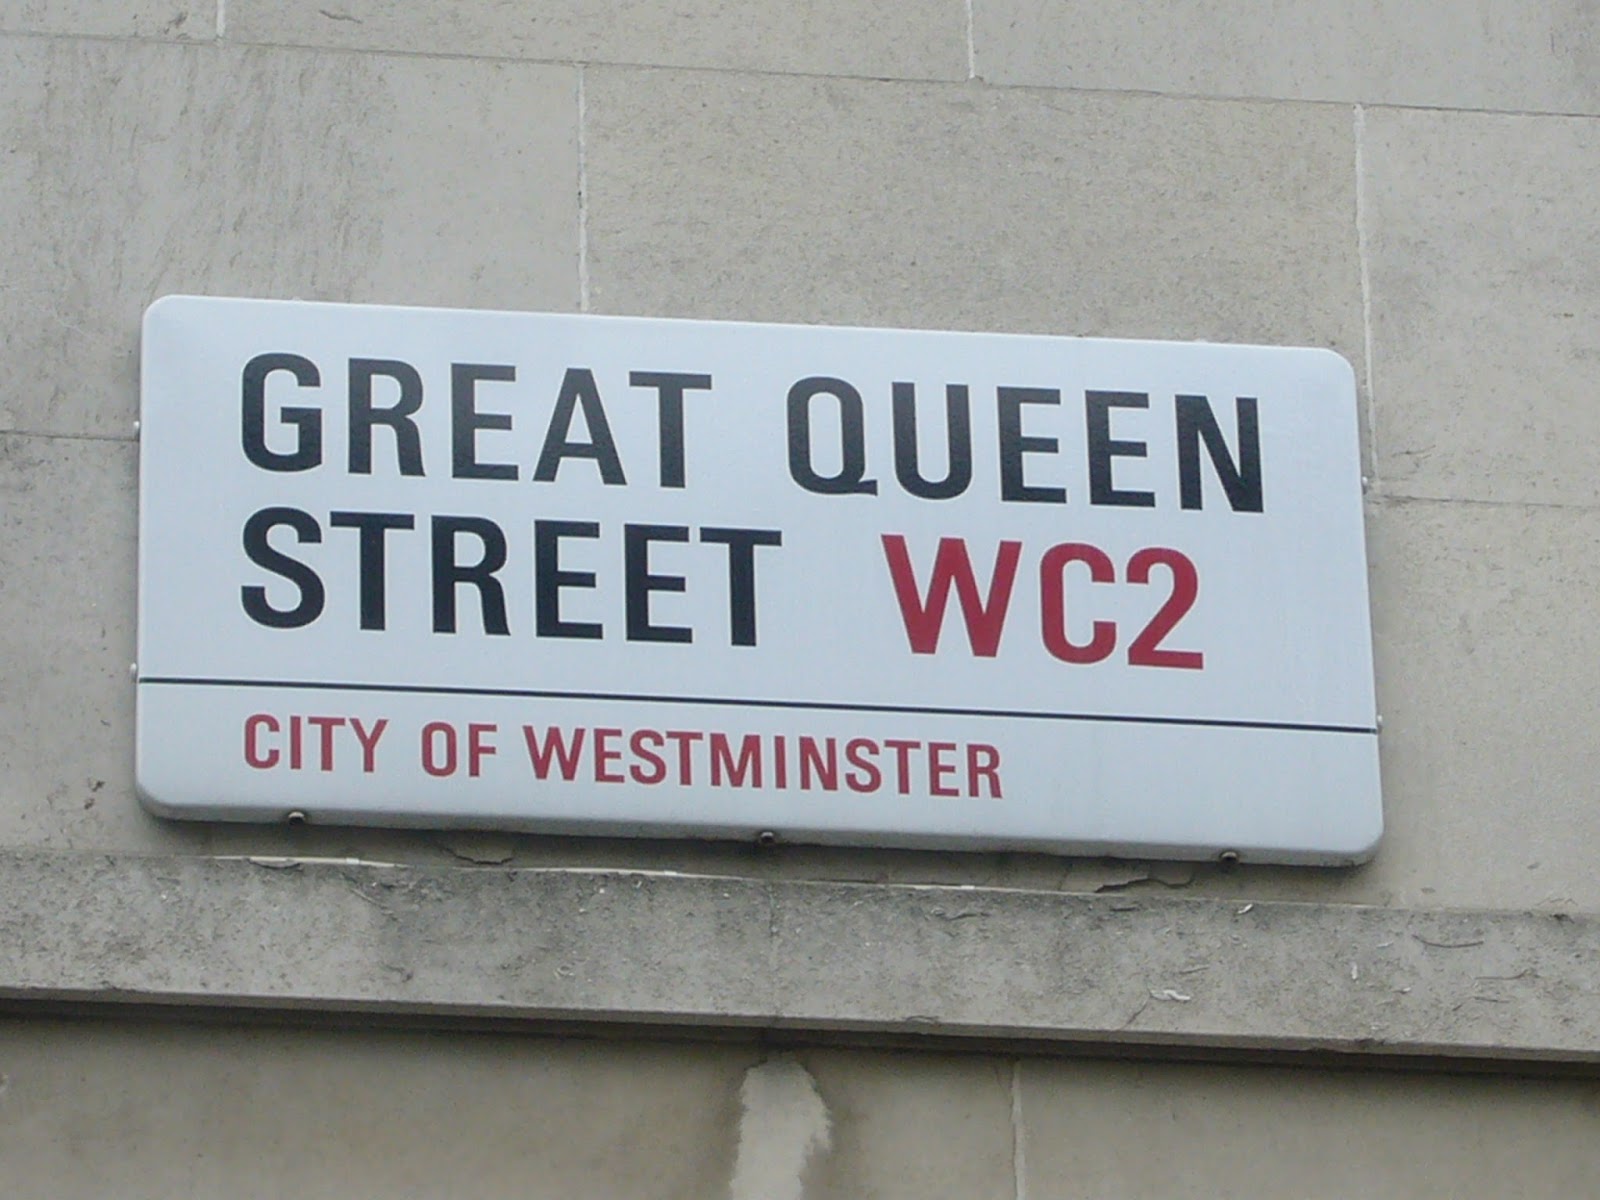 GREAT QUEEN
STREET WC2
CITY OF WESTMINSTER